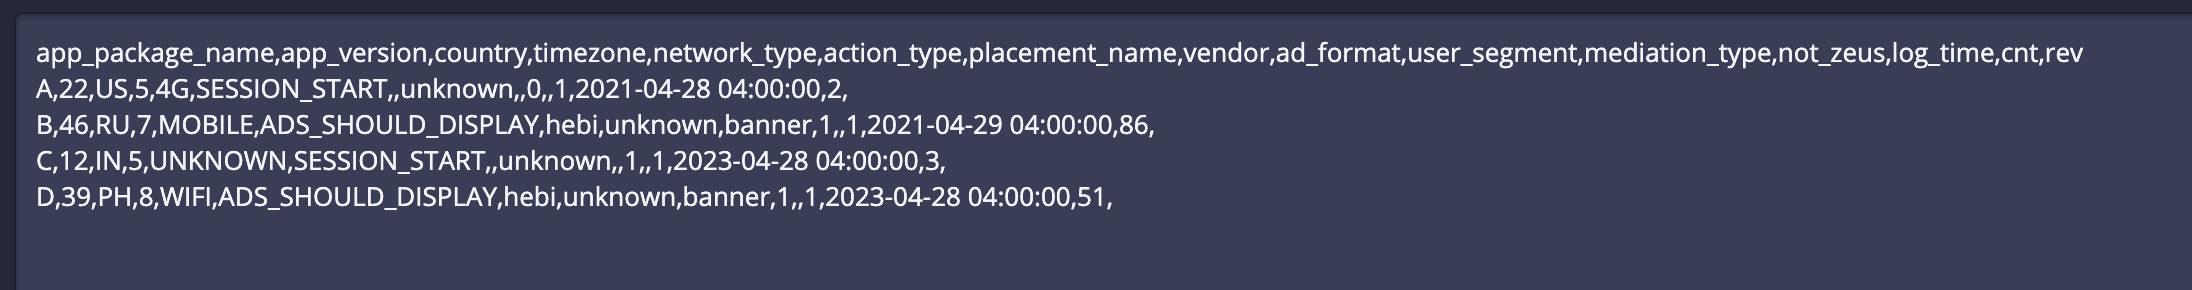 app_package_name,app_version,country,timezone,network_type,action_type,placement_name,vendor,ad_format,user_segment,mediation_type,not_zeus,log_time,cnt,rev
A,22,US,5,4G,SESSION_START,,unknown,,0,,1,2021-04-28 04:00:00,2,
B,46,RU,7,MOBILE,ADS_SHOULD_DISPLAY,hebi,unknown,banner,1,,1,2021-04-29 04:00:00,86,
C,12,IN,5,UNKNOWN,SESSION_START,,unknown,,1,,1,2023-04-28 04:00:00,3,
D,39,PH,8,WIFI,ADS_SHOULD_DISPLAY,hebi,unknown,banner,1,,1,2023-04-28 04:00:00,51,